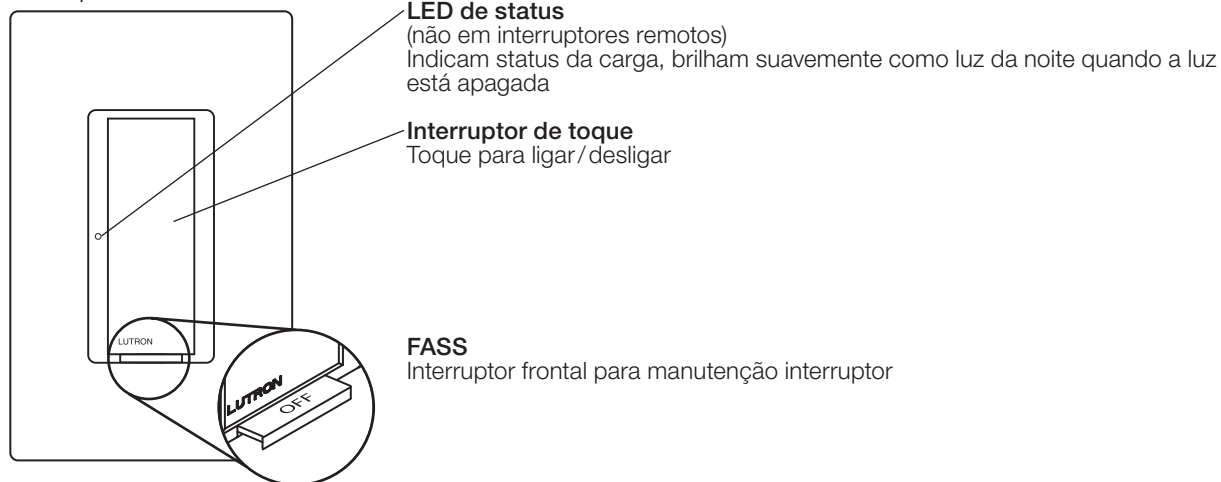 LED de status
(não em interruptores remotos)
Indicam status da carga, brilham suavemente como luz da noite quando a luz
está apagada
Interruptor de toque
Toque para ligar/desligar
LUTRON
LUTRON
OFF
FASS
Interruptor frontal para manutenção interruptor